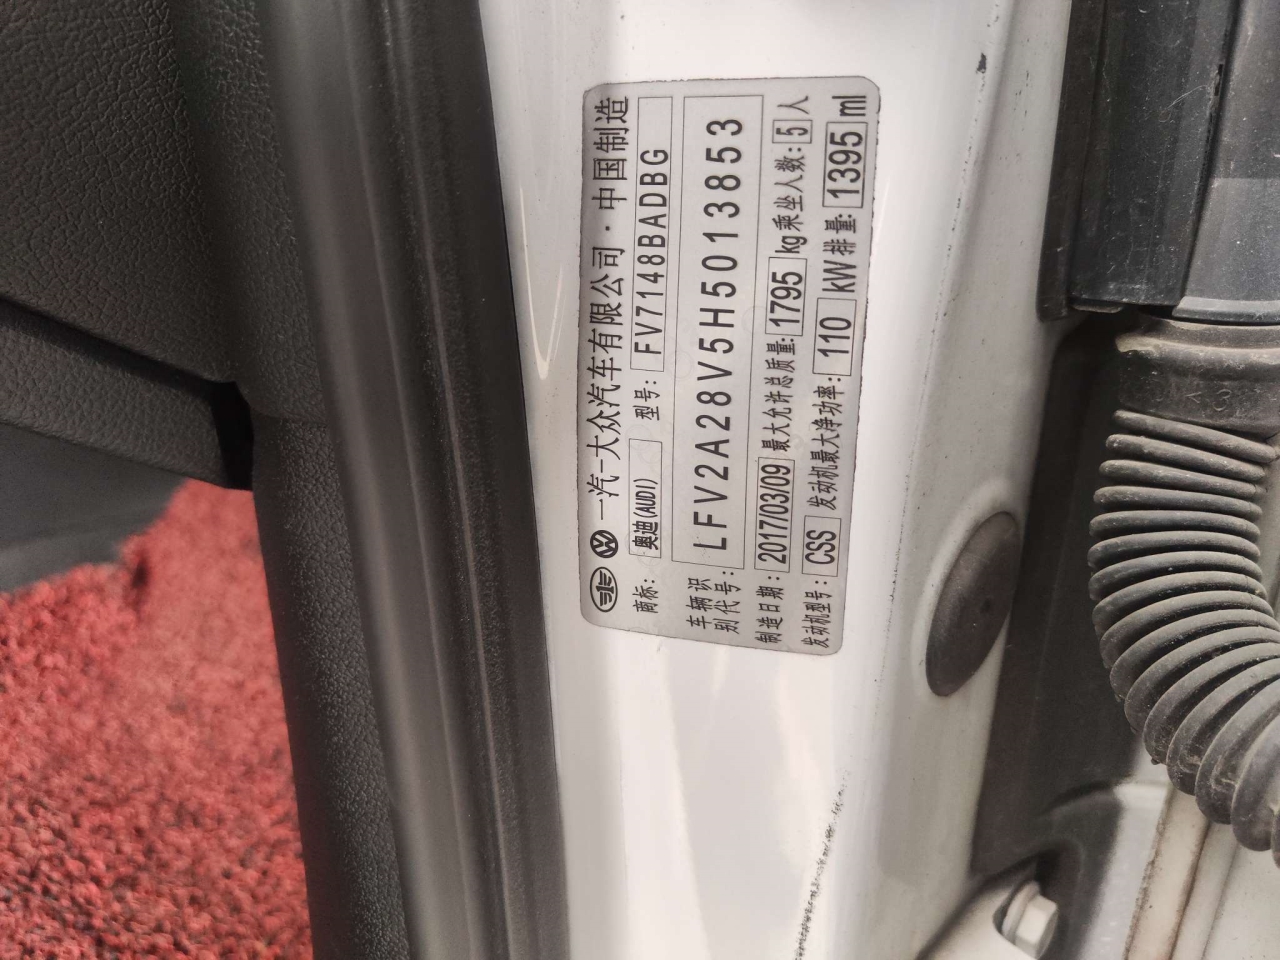 一汽-大众汽车有限公司·中国制造
商标: 奥迪(AUDI) 型号: FV7148BADBG
车辆识别代号: LFV2A28V5H5013853
制造日期: 2017/03/09 最大允许总质量: 1795 kg 乘坐人数: 5 人
发动机型号: CSS 发动机最大净功率: 110 kW 排量: 1395 ml